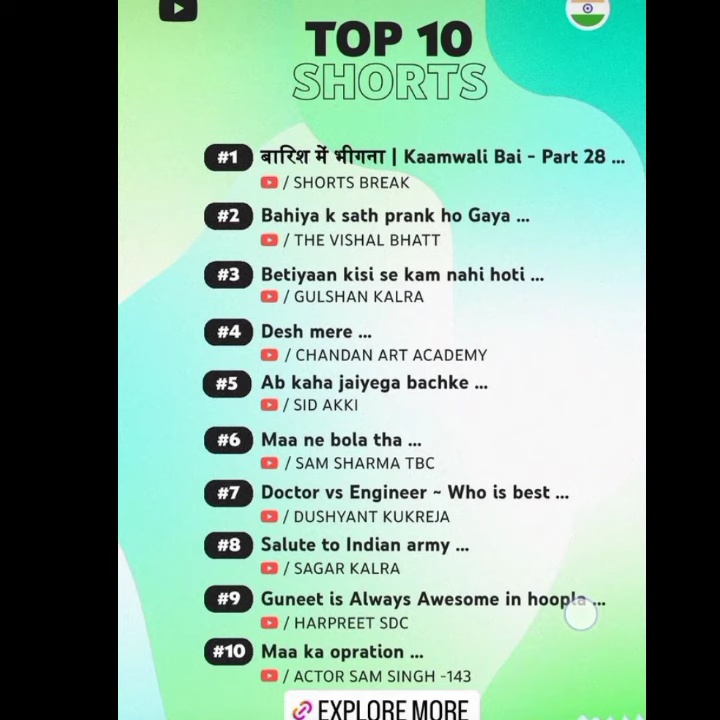 TOP 10
SHORTS
#1 बारिश में भीगना | Kaamwali Bai - Part 28 ...
/ SHORTS BREAK
#2 Bahiya k sath prank ho Gaya ...
/ THE VISHAL BHATT
#3 Betiyaan kisi se kam nahi hoti ...
/ GULSHAN KALRA
#4 Desh mere ...
/ CHANDAN ART ACADEMY
#5 Ab kaha jaiyega bachke ...
/ SID AKKI
#6 Maa ne bola tha ...
/ SAM SHARMA TBC
#7 Doctor vs Engineer ~ Who is best ...
/ DUSHYANT KUKREJA
#8 Salute to Indian army ...
/ SAGAR KALRA
#9 Guneet is Always Awesome in hoopla ...
/ HARPREET SDC
#10 Maa ka opration ...
/ ACTOR SAM SINGH -143
EXPLORE MORE